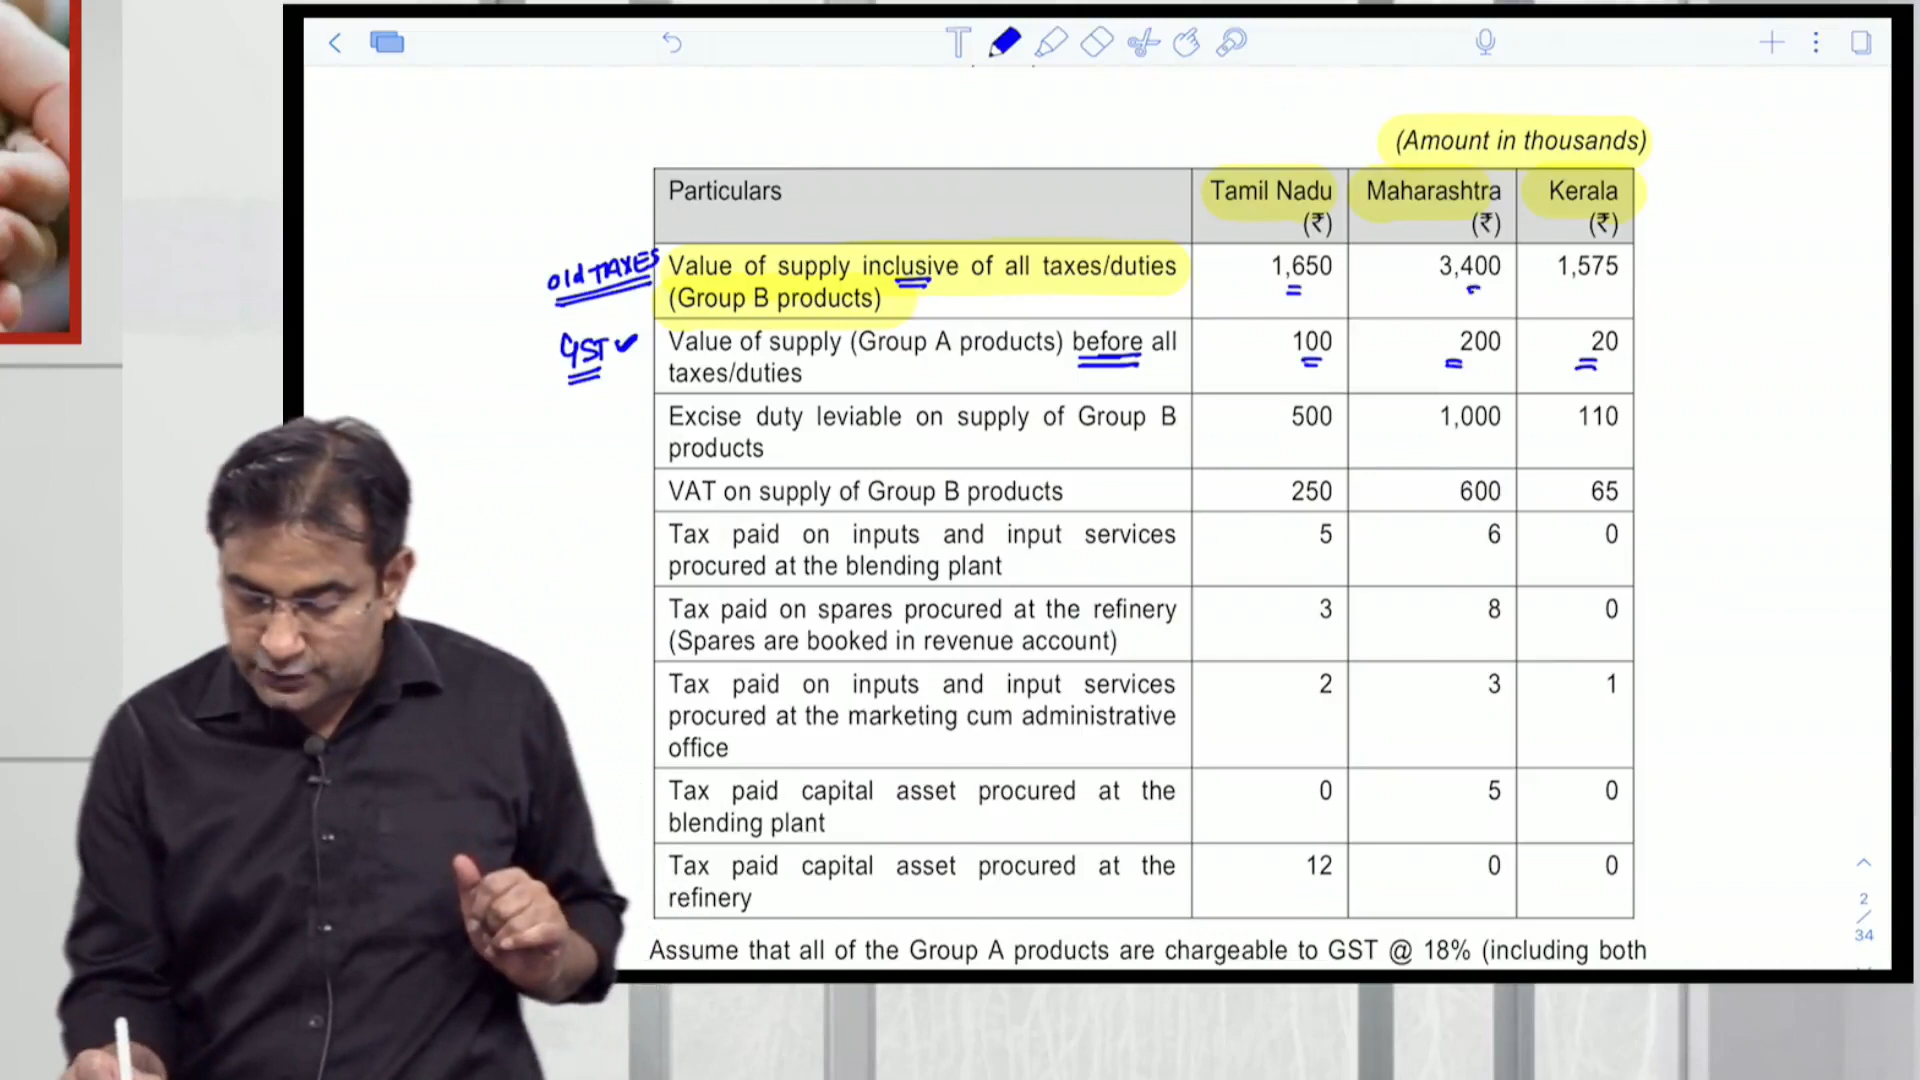 (Amount in thousands)
Particulars Tamil Nadu Maharashtra Kerala
(₹) (₹) (₹)
old TAXES
Value of supply inclusive of all taxes/duties 1,650 3,400 1,575
(Group B products)
GST
Value of supply (Group A products) before all 100 200 20
taxes/duties
Excise duty leviable on supply of Group B 500 1,000 110
products
VAT on supply of Group B products 250 600 65
Tax paid on inputs and input services 5 6 0
procured at the blending plant
Tax paid on spares procured at the refinery 3 8 0
(Spares are booked in revenue account)
Tax paid on inputs and input services 2 3 1
procured at the marketing cum administrative
office
Tax paid capital asset procured at the 0 5 0
blending plant
Tax paid capital asset procured at the 12 0 0
refinery
2
/
34
Assume that all of the Group A products are chargeable to GST @ 18% (including both